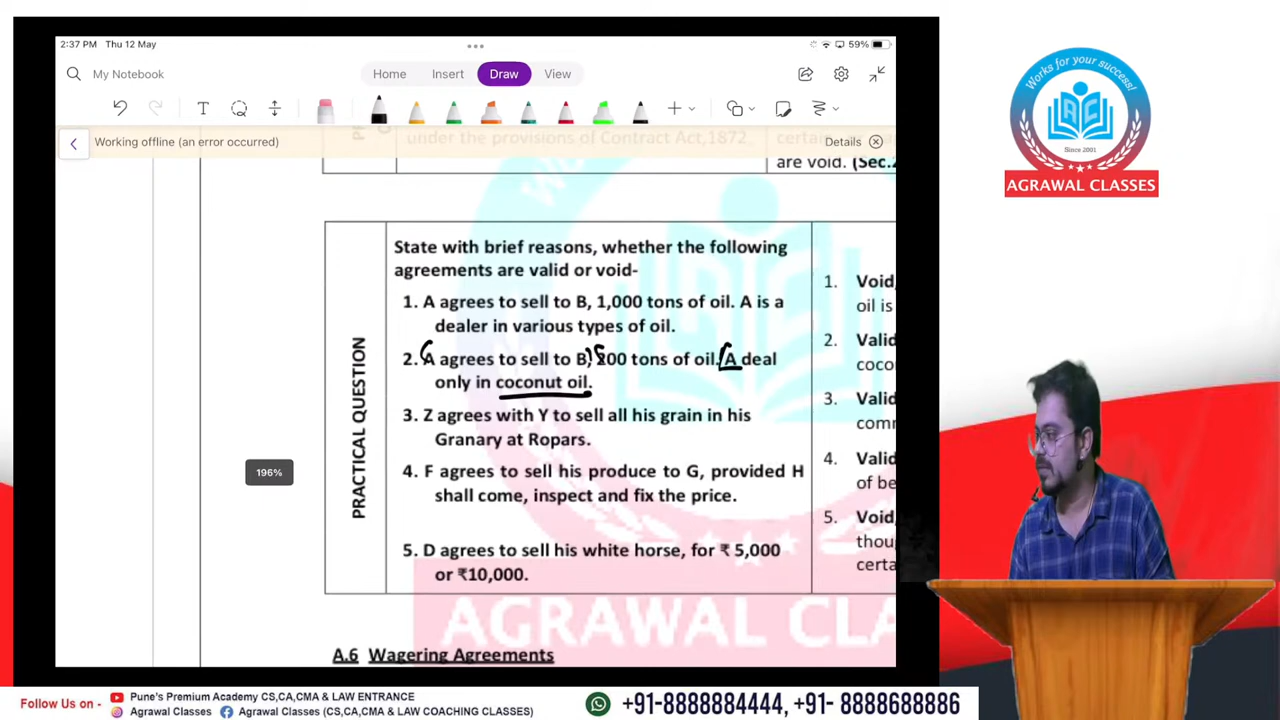 2:37 PM Thu 12 May
59%
My Notebook
Home Insert Draw View
Working offline (an error occurred)
Details
under the provisions of Contract Act,1872.
are void. (Sec.2
PRACTICAL QUESTION
State with brief reasons, whether the following
agreements are valid or void-
1. A agrees to sell to B, 1,000 tons of oil. A is a
dealer in various types of oil.
2. A agrees to sell to B, 00 tons of oil. A deal
only in coconut oil.
3. Z agrees with Y to sell all his grain in his
Granary at Ropars.
4. F agrees to sell his produce to G, provided H
shall come, inspect and fix the price.
5. D agrees to sell his white horse, for ₹ 5,000
or ₹10,000.
1. Void,
oil is
2. Valid
coco
3. Valid
comm
4. Valid
of be
5. Void,
thou
certa
196%
AGRAWAL CLASSES
A.6 Wagering Agreements
Works for your success!
AC
Since 2001
AGRAWAL CLASSES
Follow Us on -
Pune's Premium Academy CS,CA,CMA & LAW ENTRANCE
Agrawal Classes
Agrawal Classes (CS,CA,CMA & LAW COACHING CLASSES)
+91-8888884444, +91- 8888688886